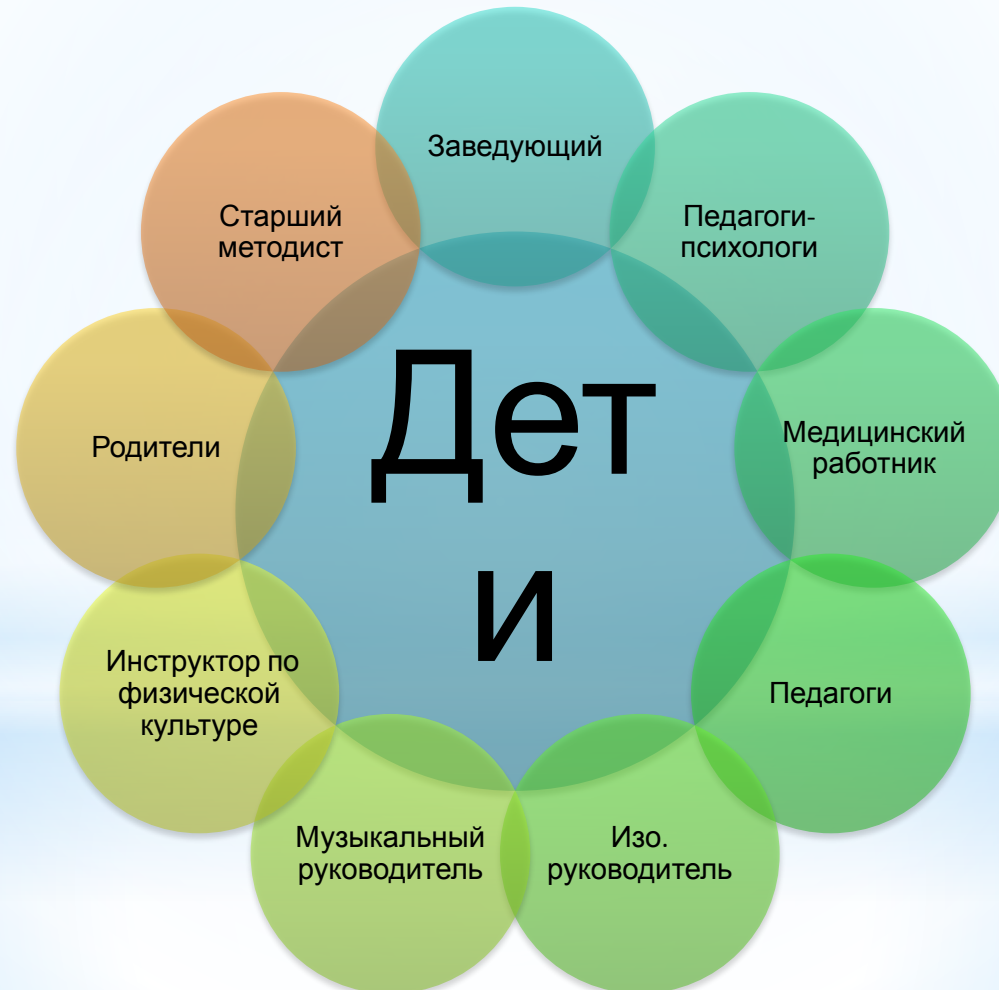 Заведующий
Педагоги-
психологи
Медицинский
работник
Педагоги
Изо.
руководитель
Музыкальный
руководитель
Инструктор по
физической
культуре
Родители
Старший
методист
Дет
и